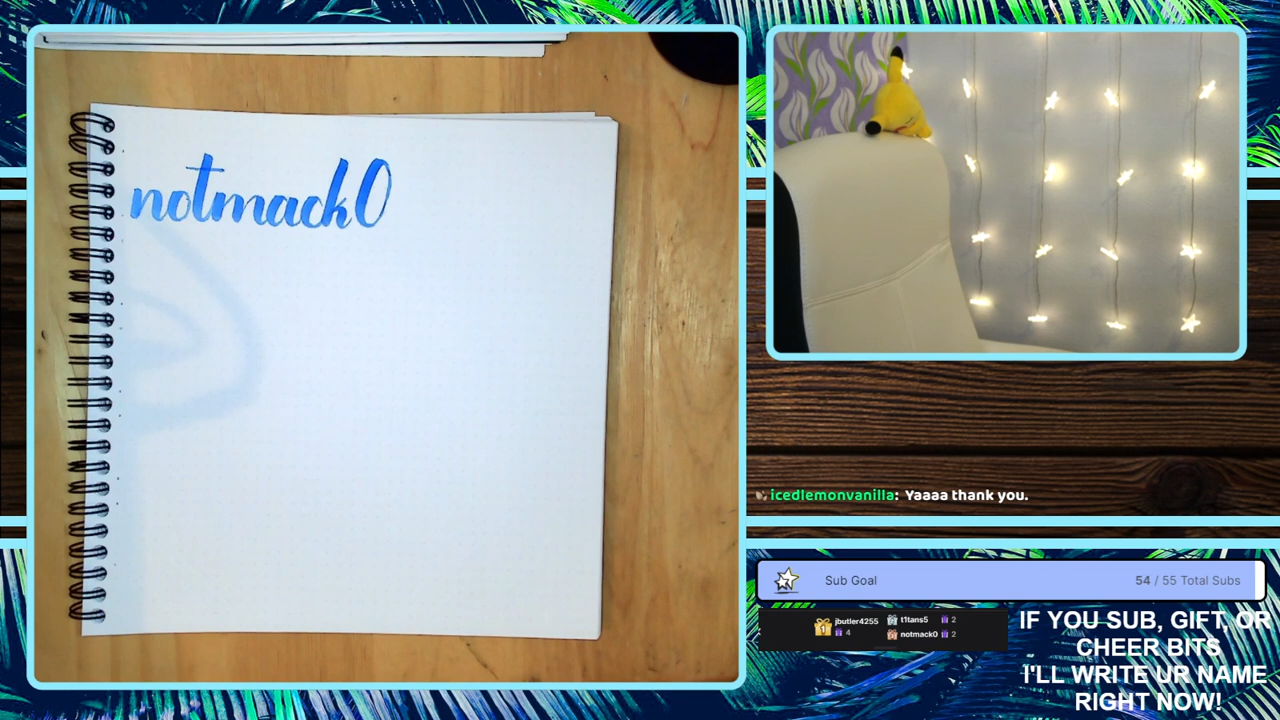 notmack0
icedlemonvanilla: Yaaaa thank you.
Sub Goal
54 / 55 Total Subs
1
jbutler4255
4
t1tans5
2
notmack0
2
IF YOU SUB, GIFT, OR
CHEER BITS
I'LL WRITE UR NAME
RIGHT NOW!